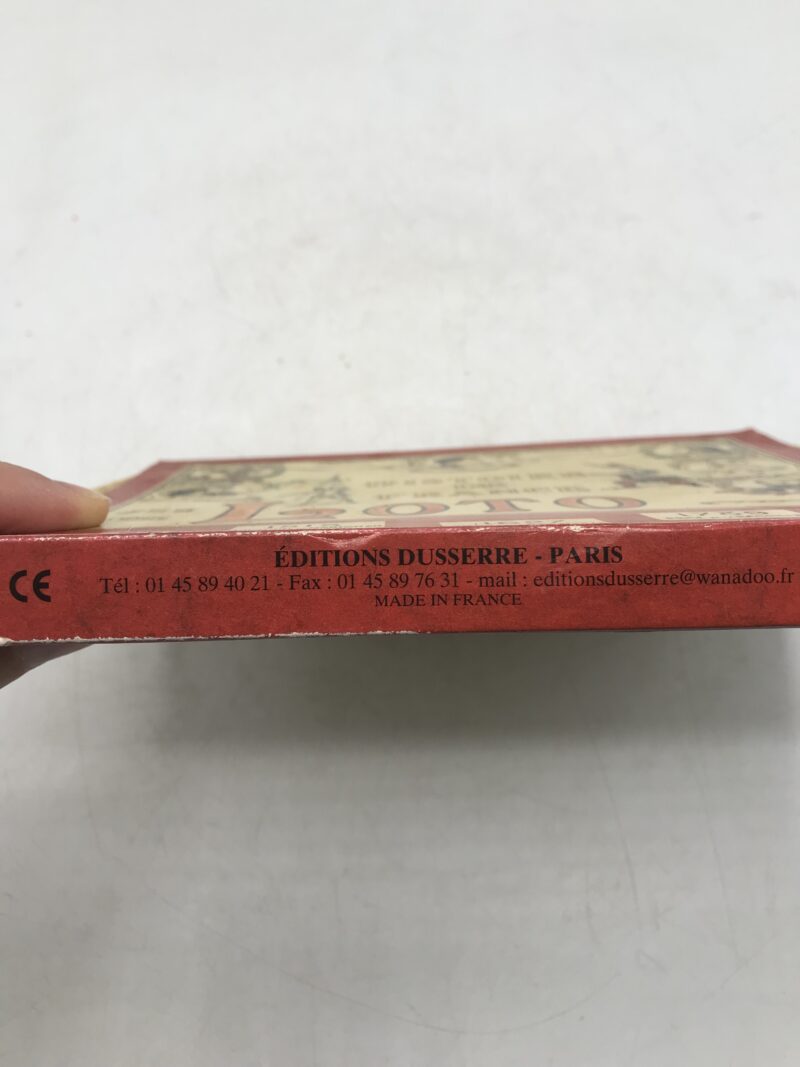 LOTO
CE
ÉDITIONS DUSSERRE - PARIS
Tél : 01 45 89 40 21 - Fax : 01 45 89 76 31 - mail : editionsdusserre@wanadoo.fr
MADE IN FRANCE